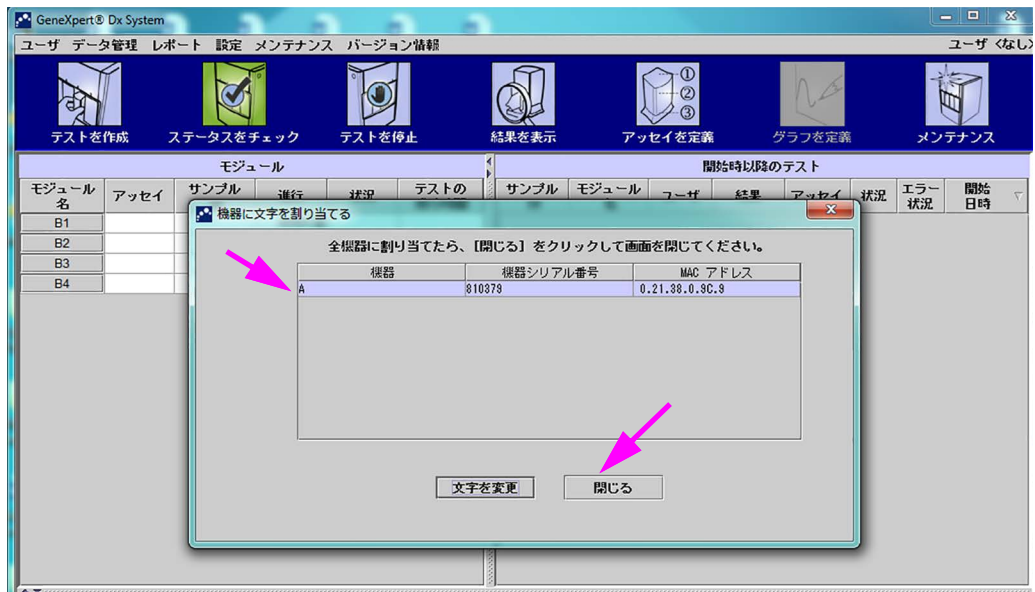 GeneXpert® Dx System
ユーザ データ管理 レポート 設定 メンテナンス バージョン情報 ユーザ〈なし〉
テストを作成 ステータスをチェック テストを停止 結果を表示 アッセイを定義 グラフを定義 メンテナンス
モジュール 開始時以降のテスト
モジュール名 アッセイ サンプル 進行 状況 テストの サンプル モジュール ユーザ 結果 アッセイ 状況 エラー状況 開始日時
機器に文字を割り当てる
B1
B2
B3
B4
全機器に割り当てたら、[閉じる] をクリックして画面を閉じてください。
機器 機器シリアル番号 MAC アドレス
A 810379 0.21.38.0.9C.9
文字を変更 閉じる